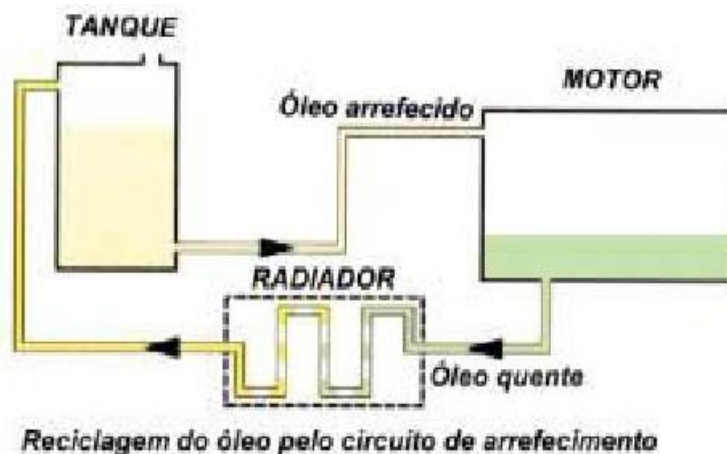 TANQUE
MOTOR
Óleo arrefecido
RADIADOR
Óleo quente
Reciclagem do óleo pelo circuito de arrefecimento